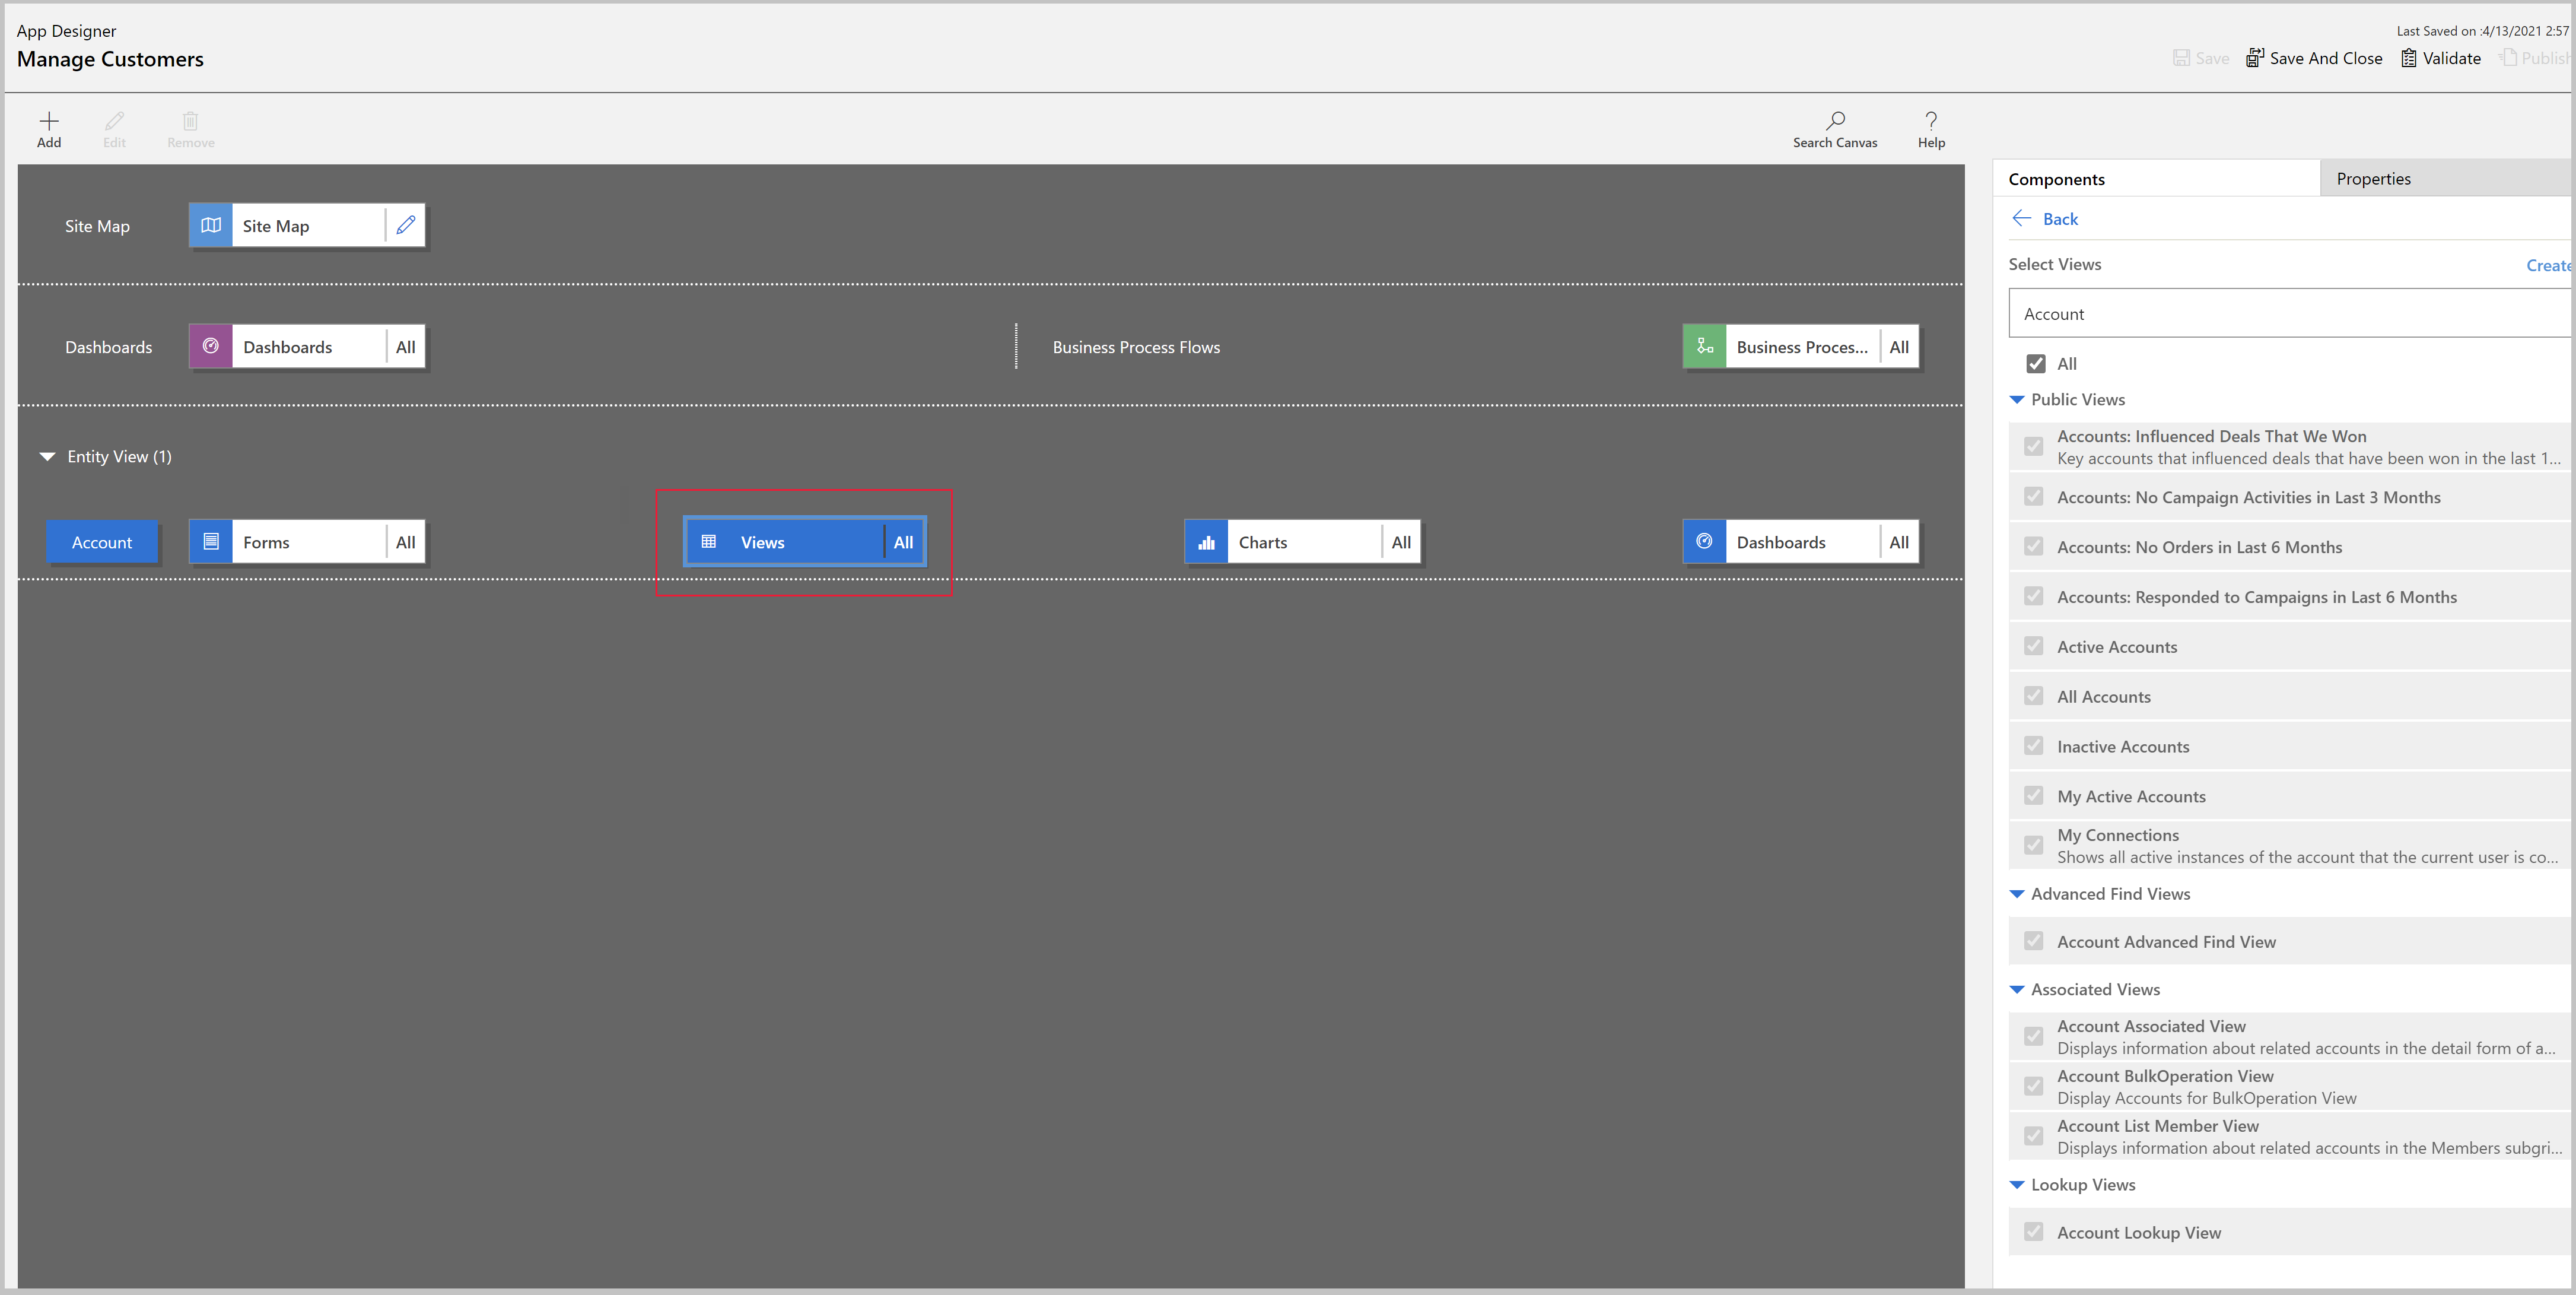 App Designer
Manage Customers
Last Saved on :4/13/2021 2:57
Save
Save And Close
Validate
Publish
Add
Edit
Remove
Search Canvas
Help
Site Map
Site Map
Dashboards
Dashboards
All
Business Process Flows
Business Proces...
All
Entity View (1)
Account
Forms
All
Views
All
Charts
All
Dashboards
All
Components
Properties
Back
Select Views
Create
Account
All
Public Views
Accounts: Influenced Deals That We Won
Key accounts that influenced deals that have been won in the last 1...
Accounts: No Campaign Activities in Last 3 Months
Accounts: No Orders in Last 6 Months
Accounts: Responded to Campaigns in Last 6 Months
Active Accounts
All Accounts
Inactive Accounts
My Active Accounts
My Connections
Shows all active instances of the account that the current user is co...
Advanced Find Views
Account Advanced Find View
Associated Views
Account Associated View
Displays information about related accounts in the detail form of a...
Account BulkOperation View
Display Accounts for BulkOperation View
Account List Member View
Displays information about related accounts in the Members subgri...
Lookup Views
Account Lookup View